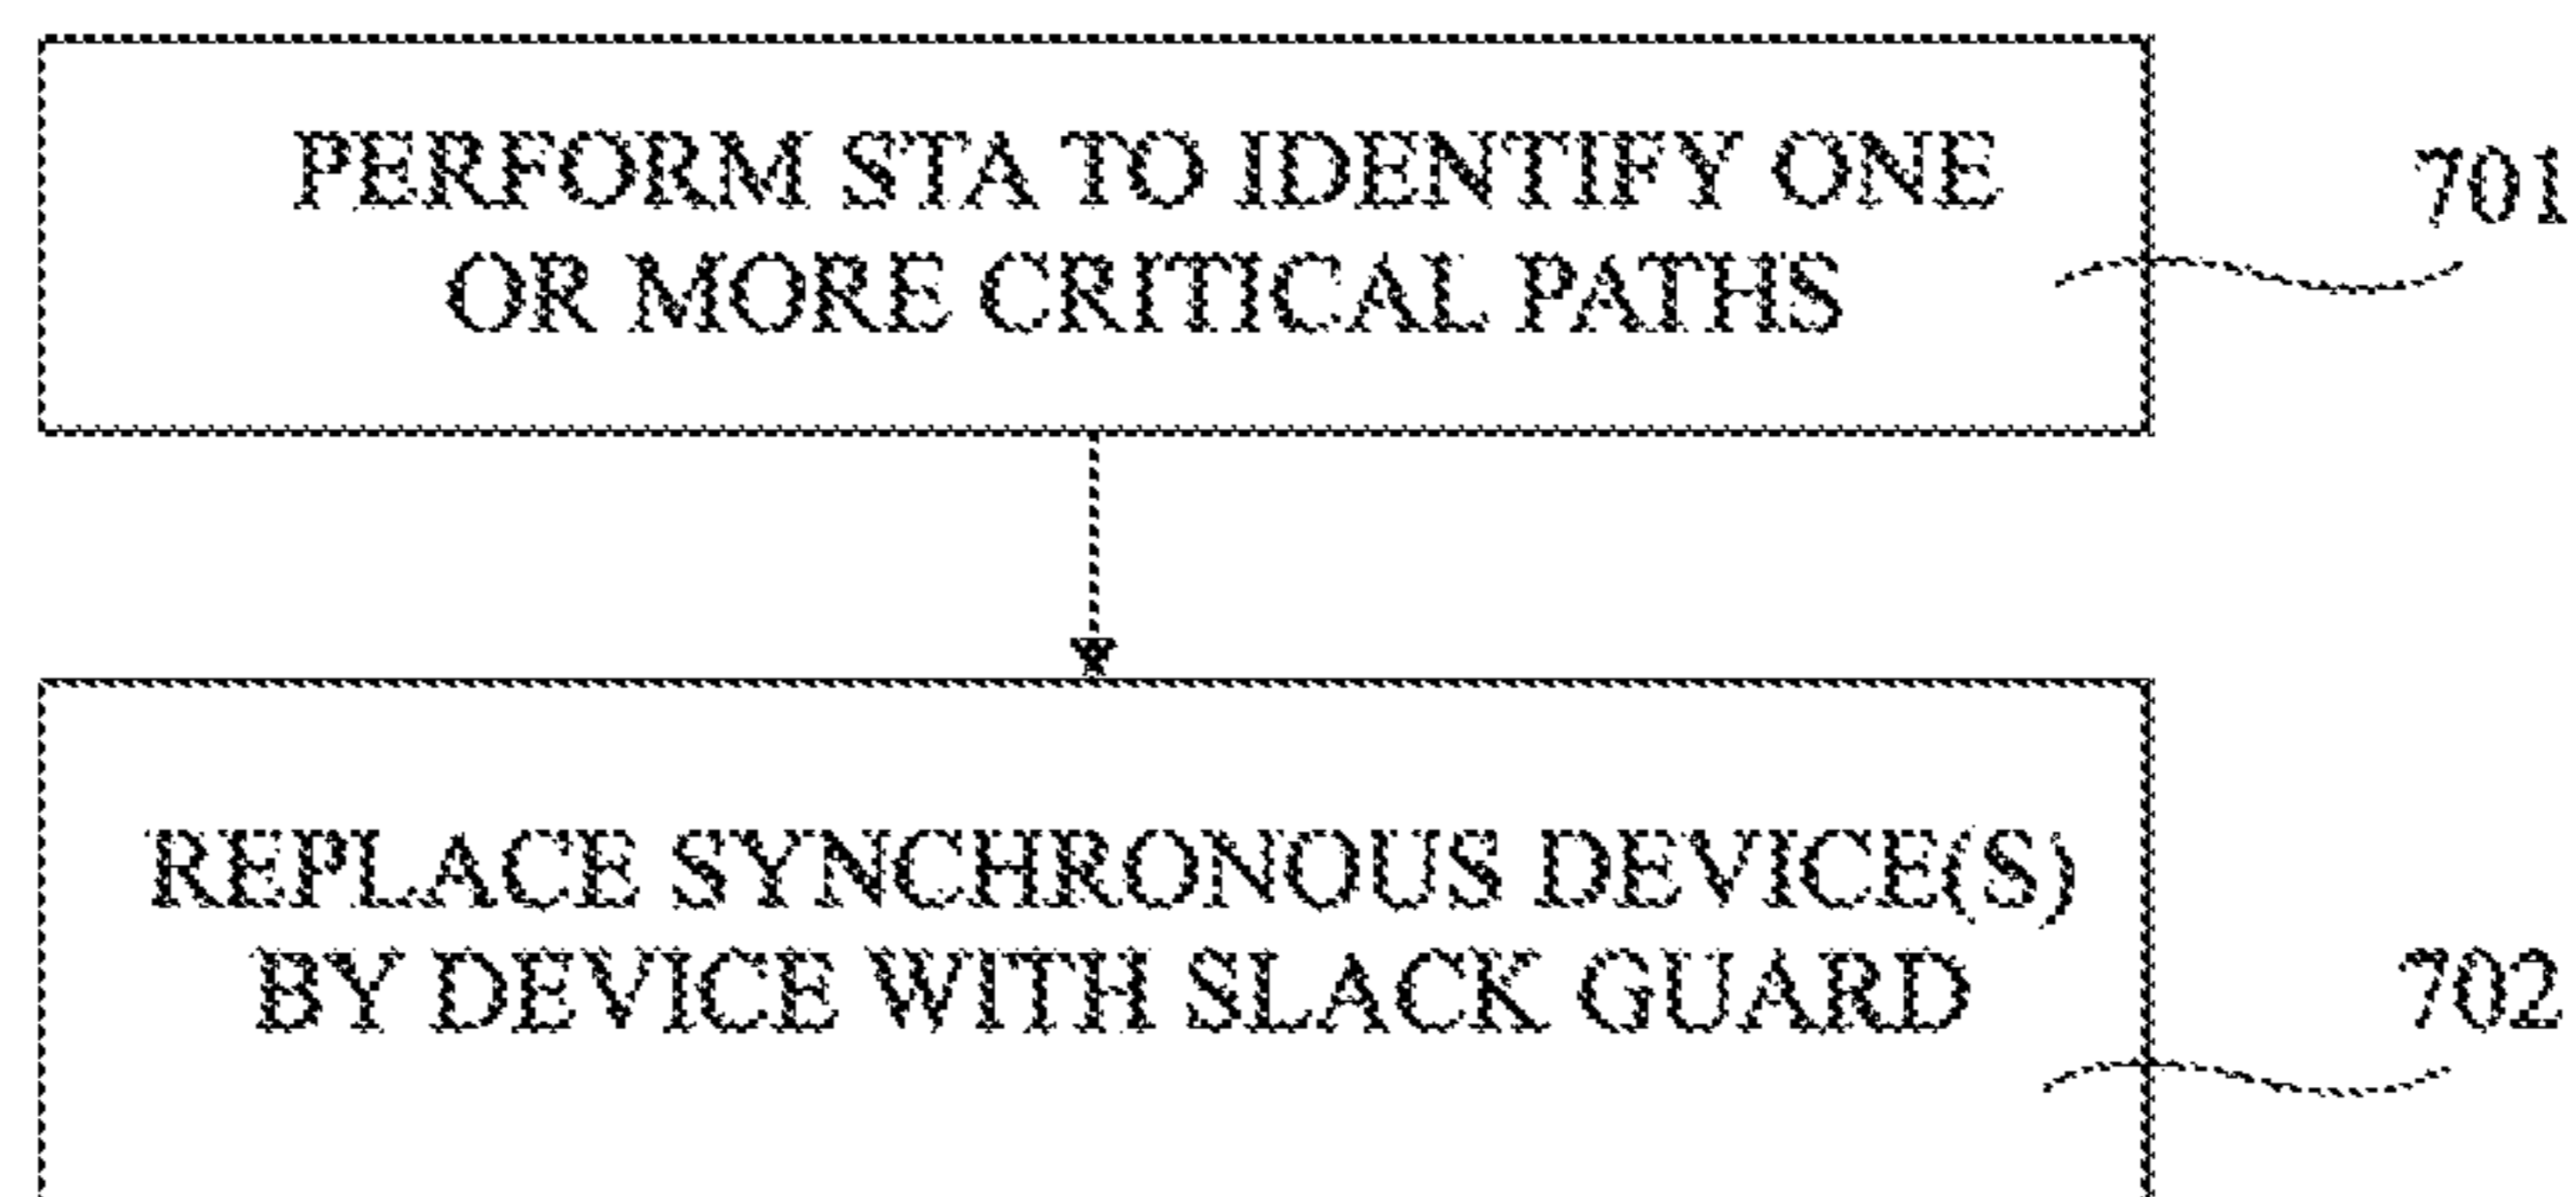 PERFORM STA TO IDENTIFY ONE
OR MORE CRITICAL PATHS
701
REPLACE SYNCHRONOUS DEVICE(S)
BY DEVICE WITH SLACK GUARD
702